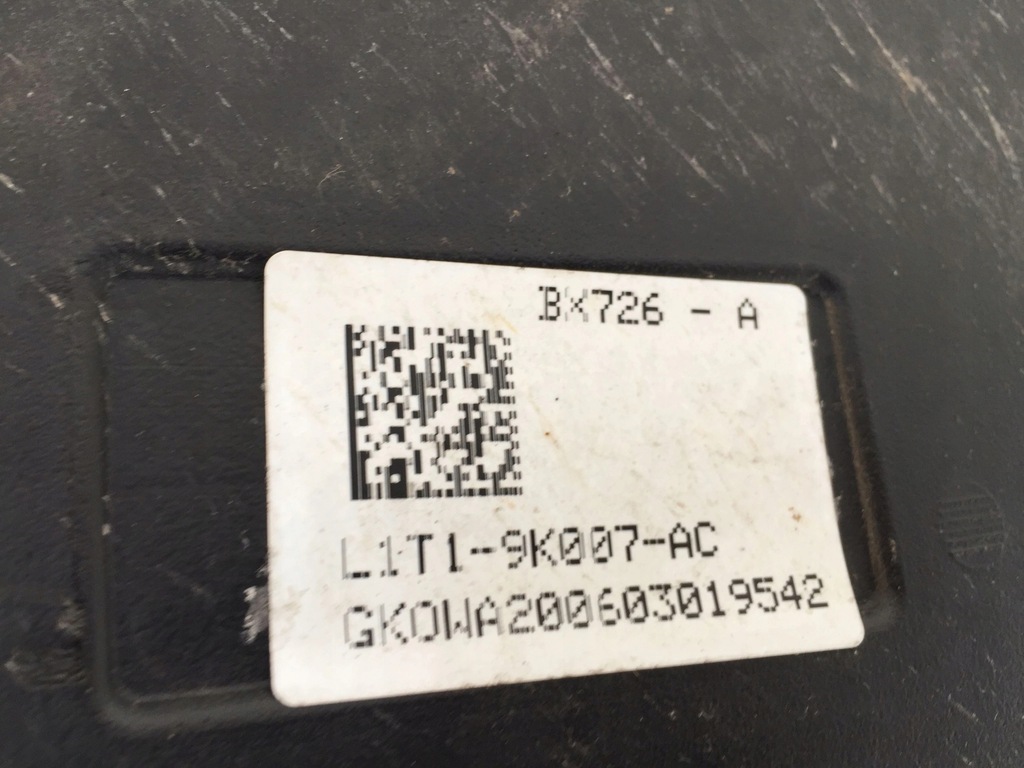 BX726 - A
L1T1-9K007-AC
GKOWA200603019542